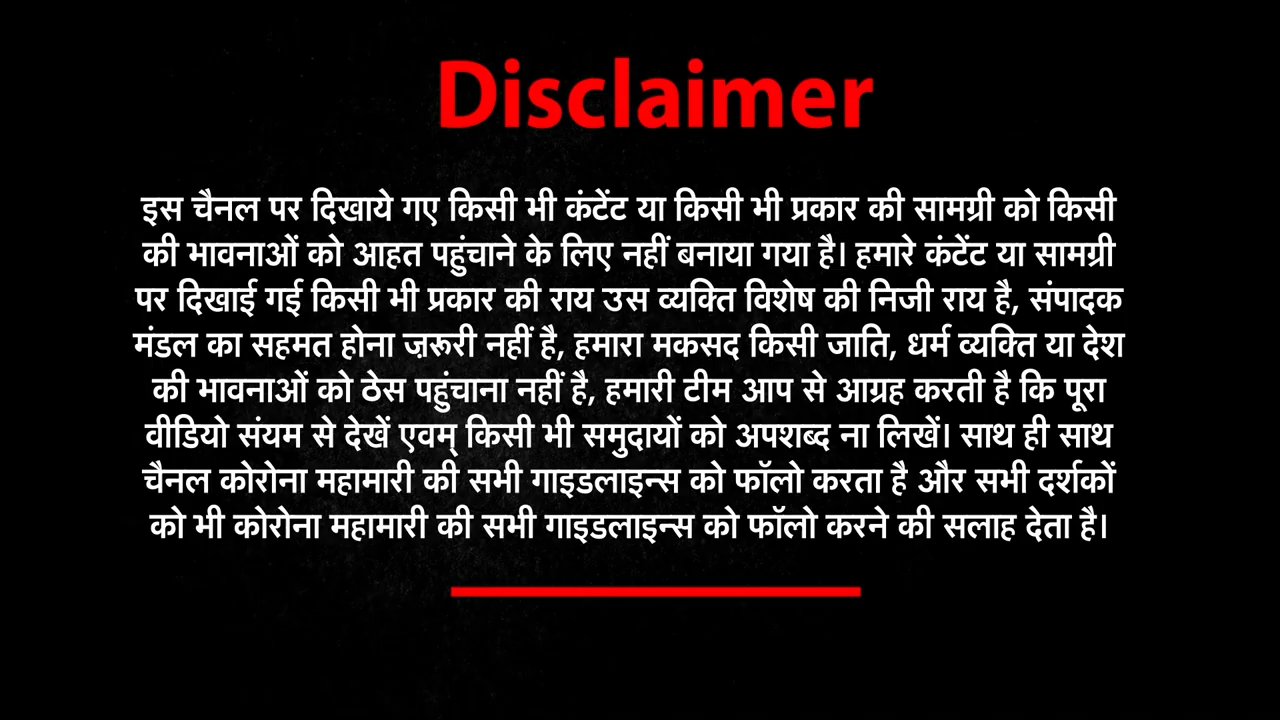 Disclaimer
इस चैनल पर दिखाये गए किसी भी कंटेंट या किसी भी प्रकार की सामग्री को किसी
की भावनाओं को आहत पहुंचाने के लिए नहीं बनाया गया है। हमारे कंटेंट या सामग्री
पर दिखाई गई किसी भी प्रकार की राय उस व्यक्ति विशेष की निजी राय है, संपादक
मंडल का सहमत होना ज़रूरी नहीं है, हमारा मकसद किसी जाति, धर्म व्यक्ति या देश
की भावनाओं को ठेस पहुंचाना नहीं है, हमारी टीम आप से आग्रह करती है कि पूरा
वीडियो संयम से देखें एवम् किसी भी समुदायों को अपशब्द ना लिखें। साथ ही साथ
चैनल कोरोना महामारी की सभी गाइडलाइन्स को फॉलो करता है और सभी दर्शकों
को भी कोरोना महामारी की सभी गाइडलाइन्स को फॉलो करने की सलाह देता है।